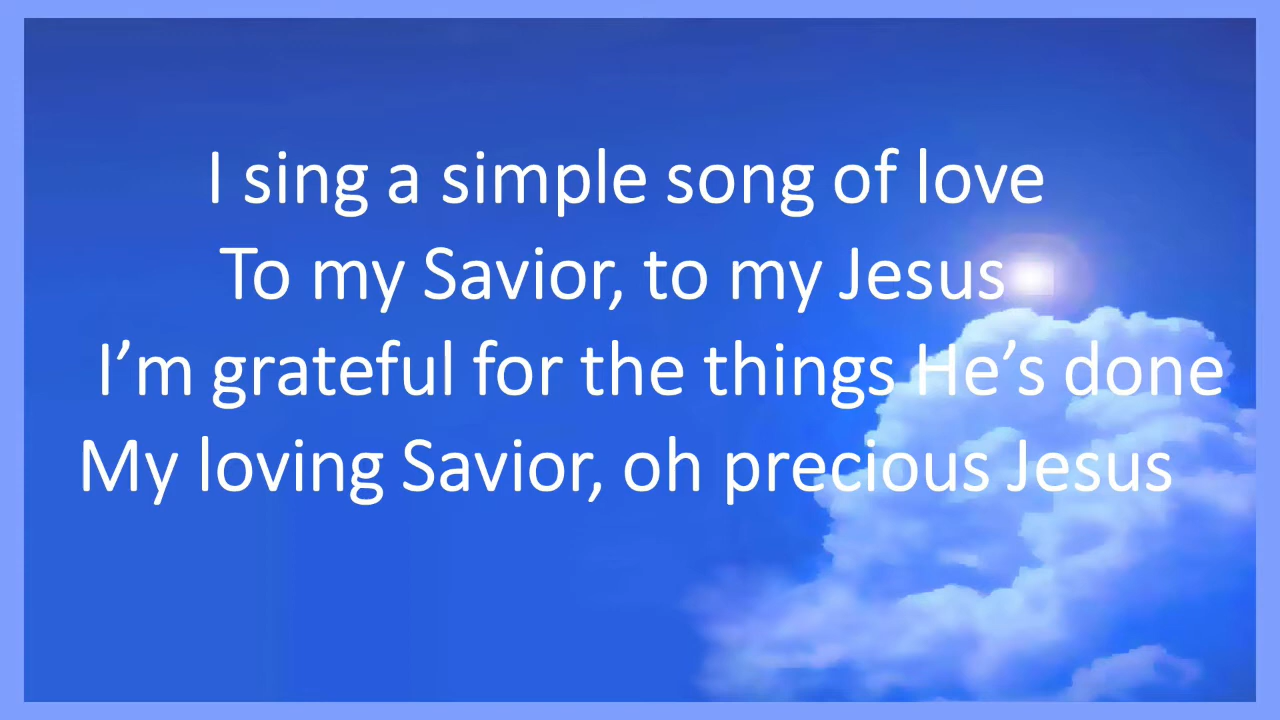 I sing a simple song of love
To my Savior, to my Jesus
I’m grateful for the things He’s done
My loving Savior, oh precious Jesus